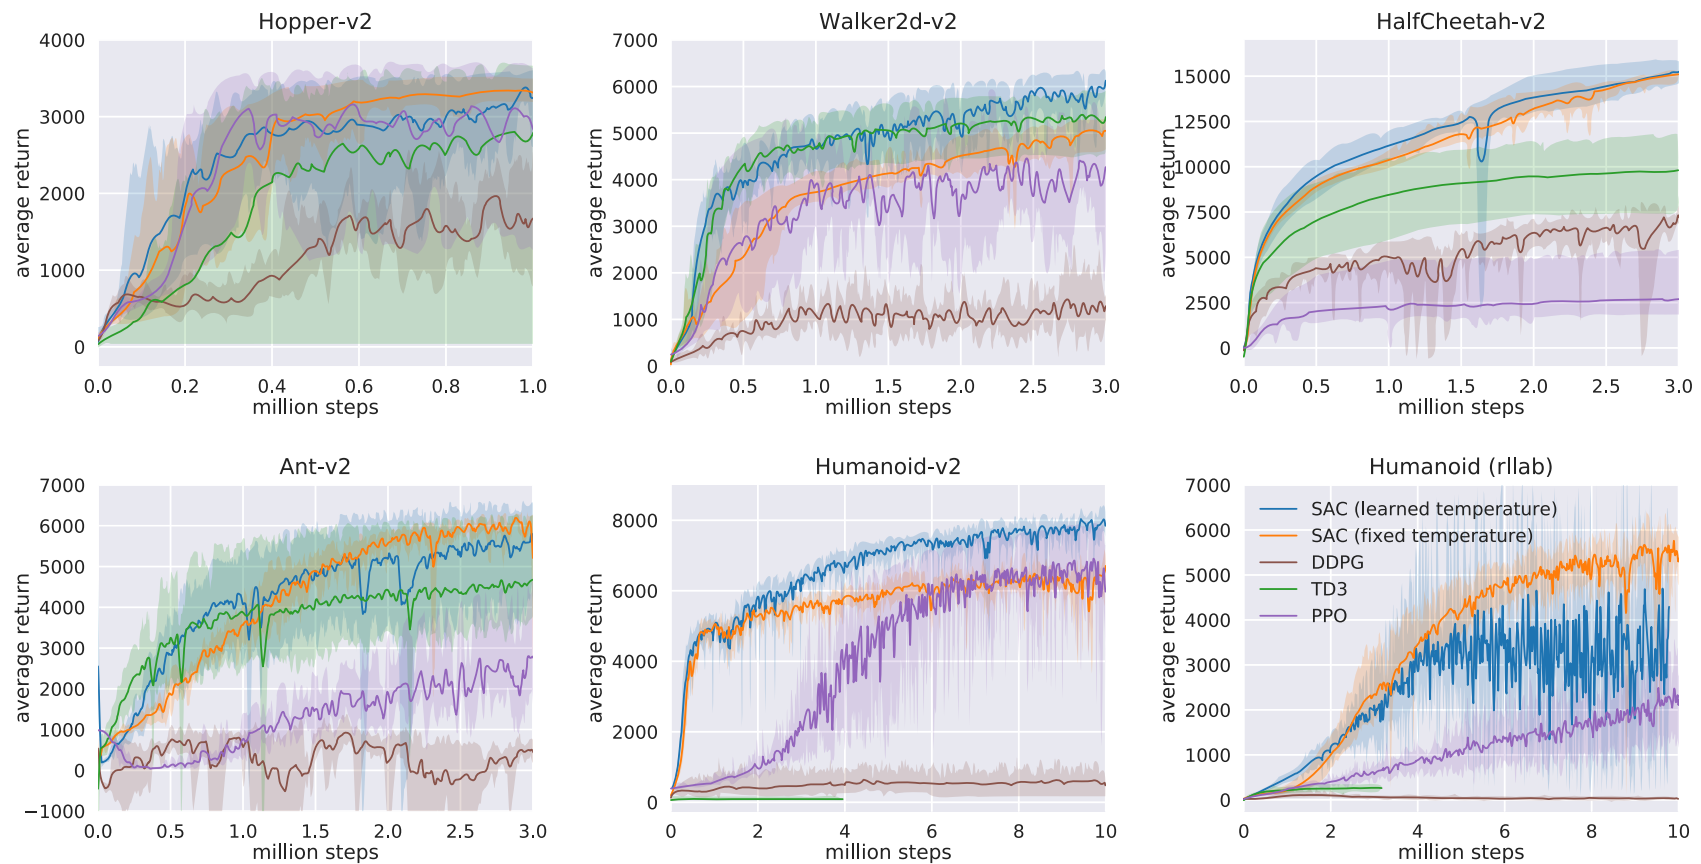 Hopper-v2
4000
3000
2000
1000
0
average return
0.0 0.2 0.4 0.6 0.8 1.0
million steps
Walker2d-v2
7000
6000
5000
4000
3000
2000
1000
0
average return
0.0 0.5 1.0 1.5 2.0 2.5 3.0
million steps
HalfCheetah-v2
15000
12500
10000
7500
5000
2500
0
average return
0.0 0.5 1.0 1.5 2.0 2.5 3.0
million steps
Ant-v2
7000
6000
5000
4000
3000
2000
1000
0
−1000
average return
0.0 0.5 1.0 1.5 2.0 2.5 3.0
million steps
Humanoid-v2
8000
6000
4000
2000
0
average return
0 2 4 6 8 10
million steps
Humanoid (rllab)
7000
6000
5000
4000
3000
2000
1000
0
average return
SAC (learned temperature)
SAC (fixed temperature)
DDPG
TD3
PPO
0 2 4 6 8 10
million steps